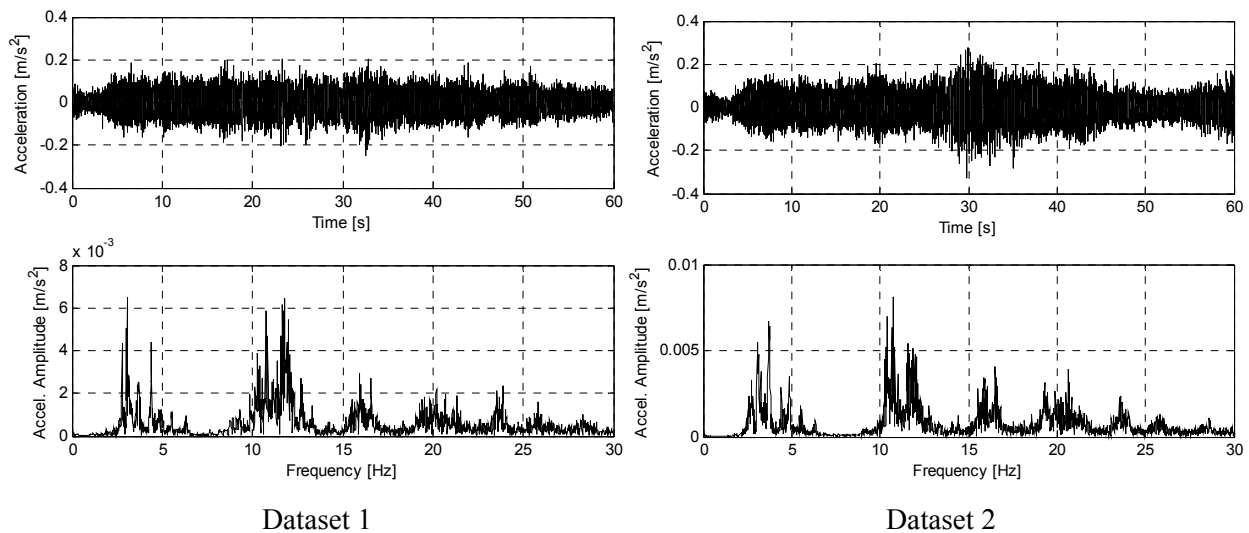 0.4
0.2
0
-0.2
-0.4
Acceleration [m/s²]
0 10 20 30 40 50 60
Time [s]
x 10⁻³
8
6
4
2
0
Accel. Amplitude [m/s²]
0 5 10 15 20 25 30
Frequency [Hz]
Dataset 1
0.4
0.2
0
-0.2
-0.4
Acceleration [m/s²]
0 10 20 30 40 50 60
Time [s]
0.01
0.005
0
Accel. Amplitude [m/s²]
0 5 10 15 20 25 30
Frequency [Hz]
Dataset 2